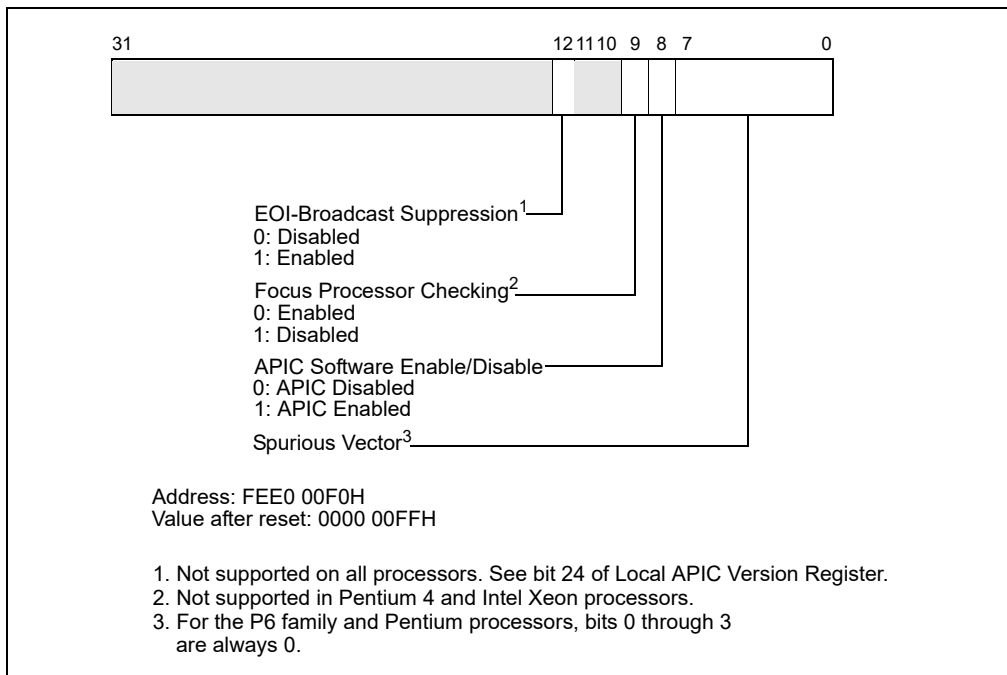 31 12 11 10 9 8 7 0
EOI-Broadcast Suppression1
0: Disabled
1: Enabled
Focus Processor Checking2
0: Enabled
1: Disabled
APIC Software Enable/Disable
0: APIC Disabled
1: APIC Enabled
Spurious Vector3
Address: FEE0 00F0H
Value after reset: 0000 00FFH
1. Not supported on all processors. See bit 24 of Local APIC Version Register.
2. Not supported in Pentium 4 and Intel Xeon processors.
3. For the P6 family and Pentium processors, bits 0 through 3
are always 0.